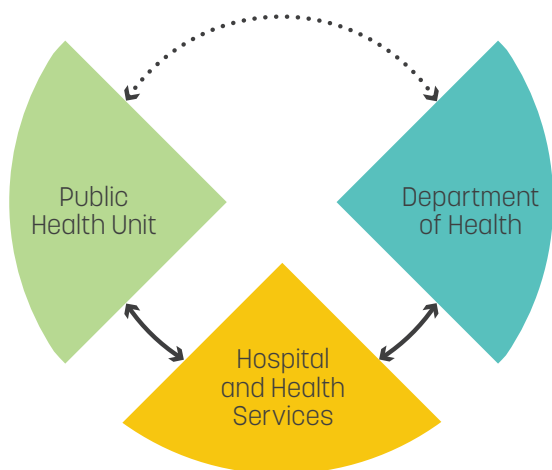 Public
Health Unit
Department
of Health
Hospital
and Health
Services